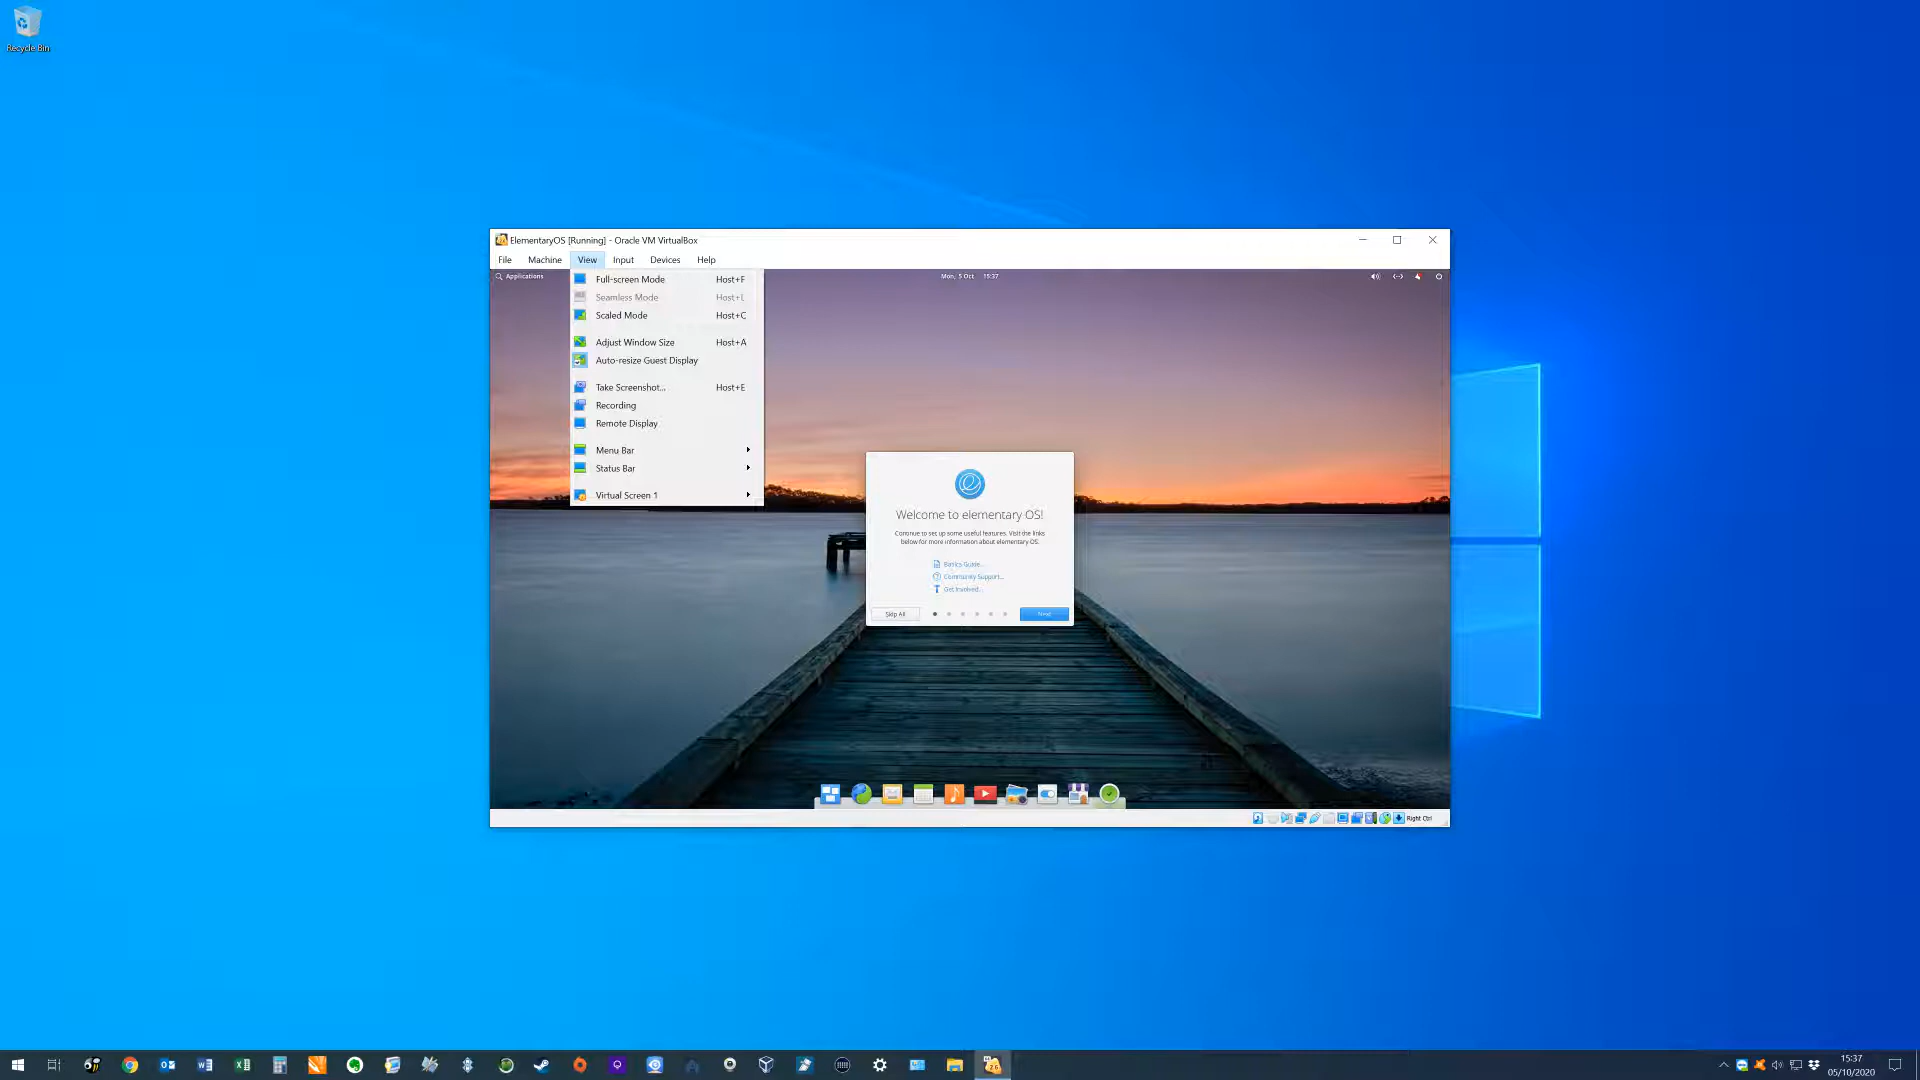 Recycle Bin
ElementaryOS [Running] - Oracle VM VirtualBox
File Machine View Input Devices Help
Applications
Mon, 5 Oct 15:37
Full-screen Mode Host+F
Seamless Mode Host+L
Scaled Mode Host+C
Adjust Window Size Host+A
Auto-resize Guest Display
Take Screenshot... Host+E
Recording
Remote Display
Menu Bar
Status Bar
Virtual Screen 1
Welcome to elementary OS!
Continue to set up some useful features. Visit the links
below for more information about elementary OS.
Basics Guide...
Community Support...
Get Involved...
Skip All
Next
Right Ctrl
15:37
05/10/2020